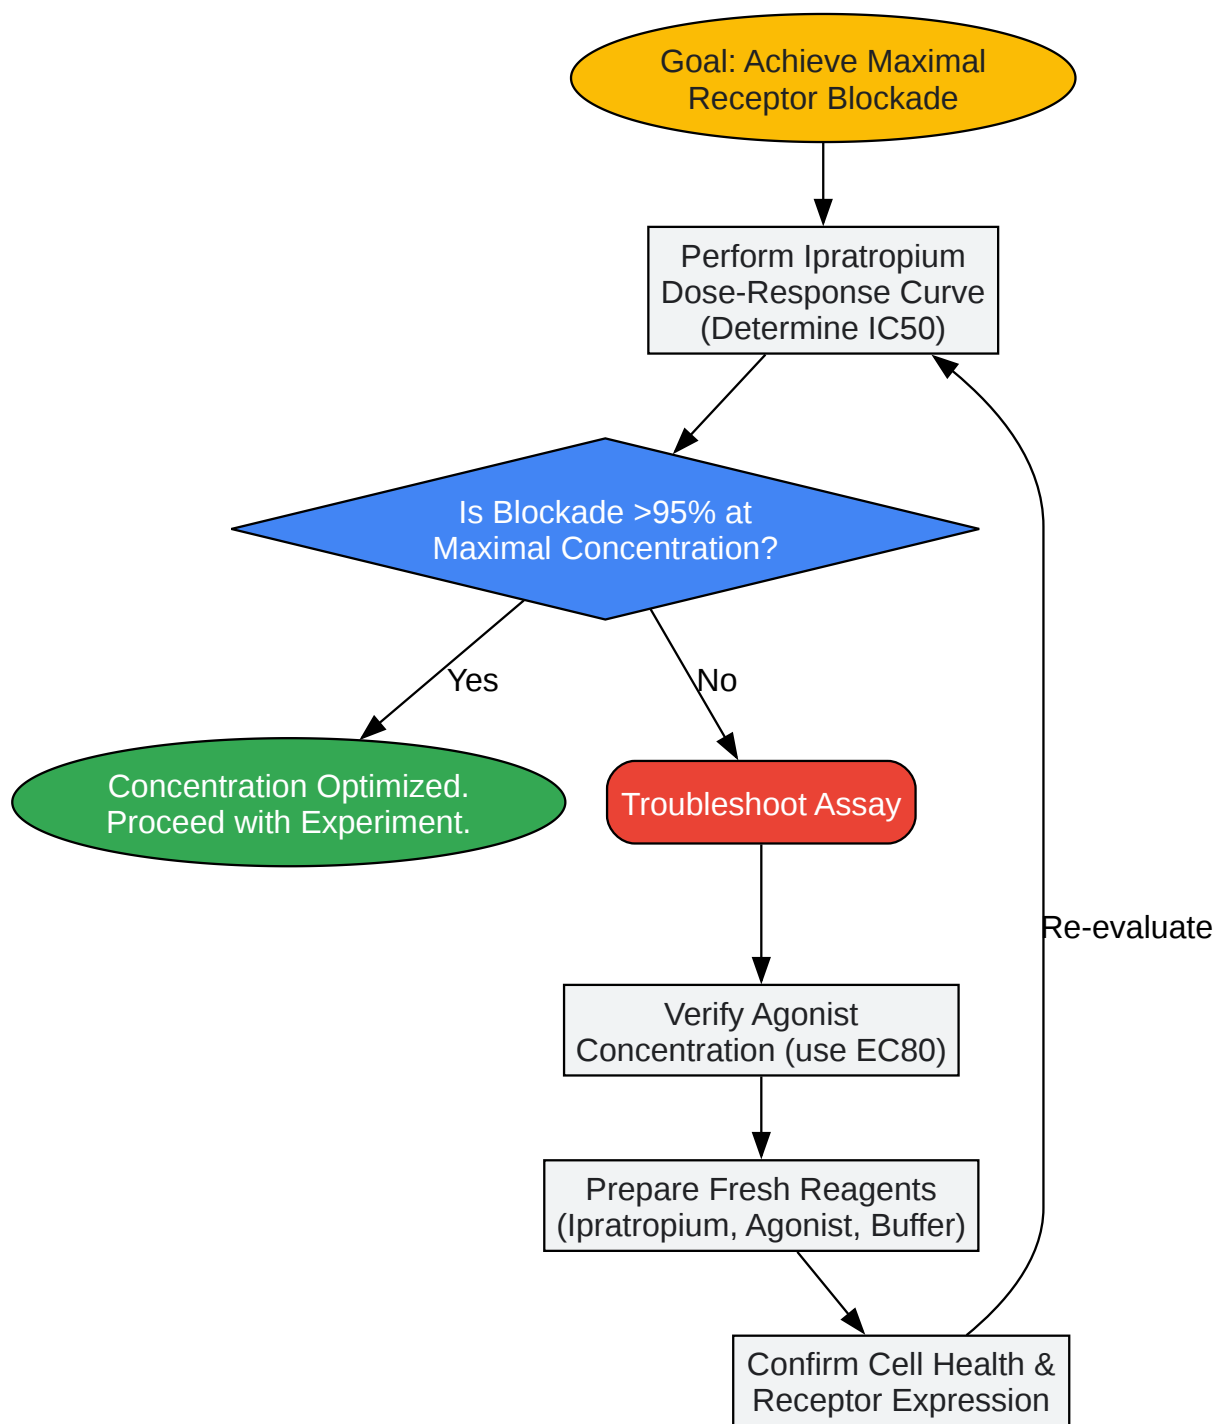 Goal: Achieve Maximal
Receptor Blockade
Perform Ipratropium
Dose-Response Curve
(Determine IC50)
Is Blockade >95% at
Maximal Concentration?
Yes
No
Concentration Optimized.
Proceed with Experiment.
Troubleshoot Assay
Re-evaluate
Verify Agonist
Concentration (use EC80)
Prepare Fresh Reagents
(Ipratropium, Agonist, Buffer)
Confirm Cell Health &
Receptor Expression